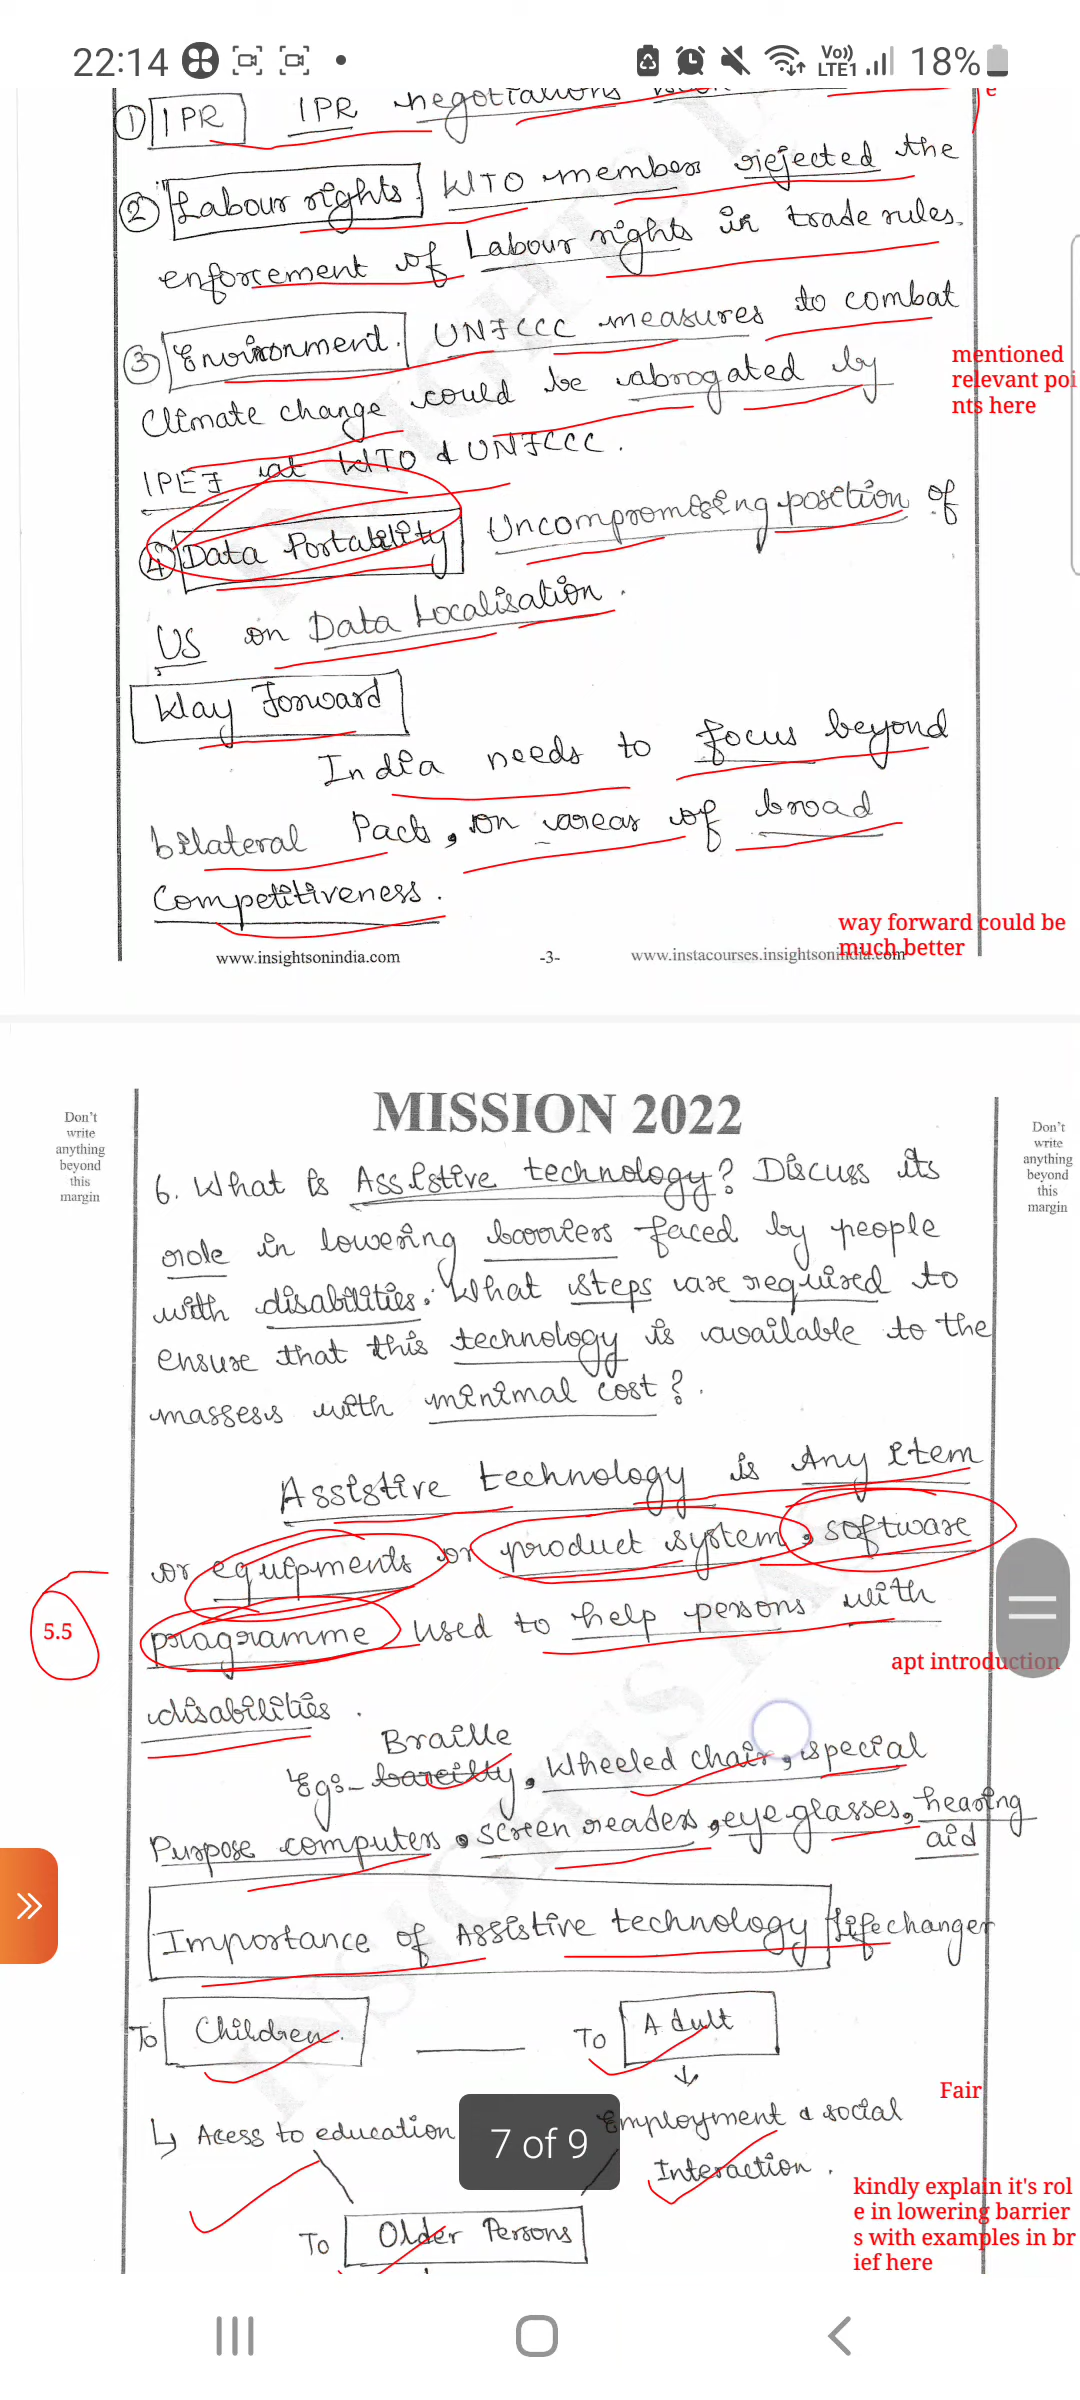 22:14 Vo)) LTE1 18%
① IPR IPR negotiations
e
② "Labour rights. WTO members rejected the
enforcement of Labour rights in trade rules.
③ Environment. UNFCCC measures to combat
Climate change could be abrogated by
mentioned
relevant poi
nts here
IPEF at WTO & UNFCCC.
④ Data Portability Uncompromising position of
US on Data Localisation.
Way Forward
India needs to focus beyond
bilateral Pacts, on areas of broad
Competitiveness.
way forward could be
much better
www.insightsonindia.com -3- www.instacourses.insightsonindia.com
MISSION 2022
Don't
write
anything
beyond
this
margin
Don't
write
anything
beyond
this
margin
6. What is Assistive technology? Discuss its
role in lowering barriers faced by people
with disabilities. What steps are required to
ensure that this technology is available to the
massess with minimal cost?.
Assistive technology is Any item
or equipments or product system, software
programme used to help persons with
5.5
apt introduction
disabilities.
Braille
Eg:- bareilly, Wheeled chair, special
Purpose computers, screen readers, eye glasses, hearing
aid
Importance of Assistive technology lifechanger
To Children. To Adult
Fair
↳ Acess to education Employment & social
Interaction.
7 of 9
kindly explain it's rol
e in lowering barrier
s with examples in br
ief here
To Older Persons